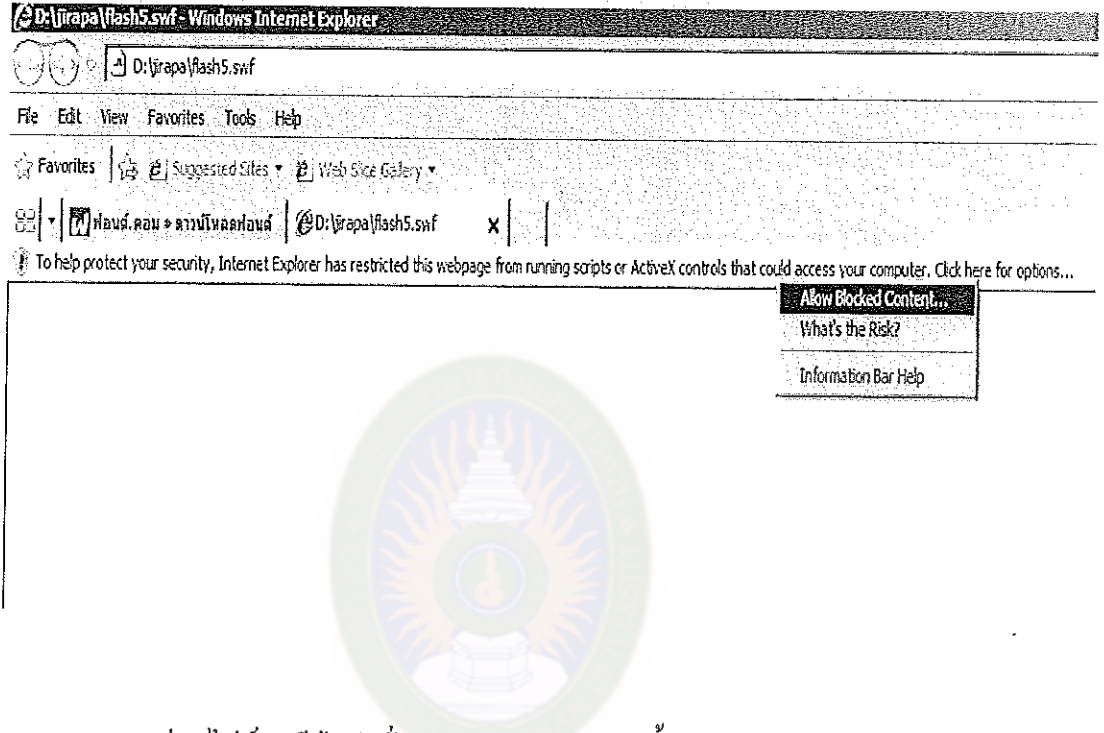 D:\jirapa\flash5.swf - Windows Internet Explorer
D:\jirapa\flash5.swf
File Edit View Favorites Tools Help
Favorites Suggested Sites Web Slice Gallery
ฟอนต์.คอม » ดาวน์โหลดฟอนต์ D:\jirapa\flash5.swf X
To help protect your security, Internet Explorer has restricted this webpage from running scripts or ActiveX controls that could access your computer. Click here for options...
Allow Blocked Content...
What's the Risk?
Information Bar Help